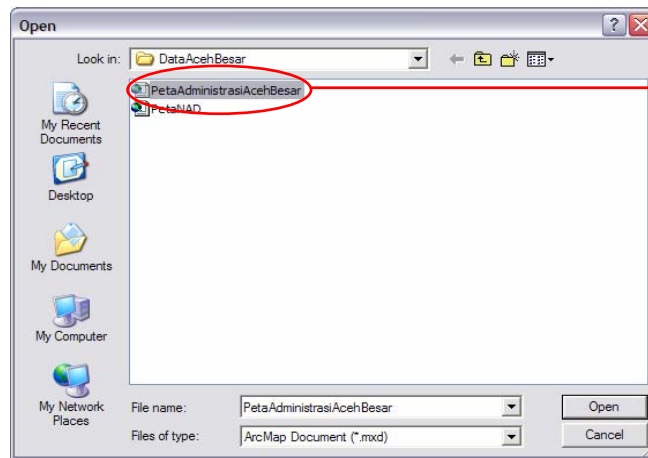 Open
Look in:
DataAcehBesar
PetaAdministrasiAcehBesar
PetaNAD
My Recent
Documents
Desktop
My Documents
My Computer
My Network
Places
File name:
PetaAdministrasiAcehBesar
Open
Files of type:
ArcMap Document (*.mxd)
Cancel